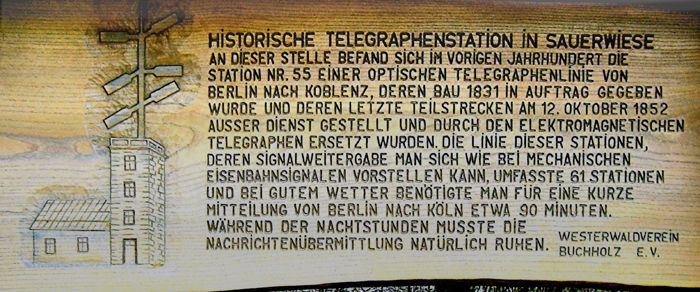 HISTORISCHE TELEGRAPHENSTATION IN SAUERWIESE
AN DIESER STELLE BEFAND SICH IM VORIGEN JAHRHUNDERT DIE
STATION NR. 55 EINER OPTISCHEN TELEGRAPHENLINIE VON
BERLIN NACH KOBLENZ, DEREN BAU 1831 IN AUFTRAG GEGEBEN
WURDE UND DEREN LETZTE TEILSTRECKEN AM 12. OKTOBER 1852
AUSSER DIENST GESTELLT UND DURCH DEN ELEKTROMAGNETISCHEN
TELEGRAPHEN ERSETZT WURDEN. DIE LINIE DIESER STATIONEN,
DEREN SIGNALWEITERGABE MAN SICH WIE BEI MECHANISCHEN
EISENBAHNSIGNALEN VORSTELLEN KANN, UMFASSTE 61 STATIONEN
UND BEI GUTEM WETTER BENÖTIGTE MAN FÜR EINE KURZE
MITTEILUNG VON BERLIN NACH KÖLN ETWA 90 MINUTEN.
WÄHREND DER NACHTSTUNDEN MUSSTE DIE
NACHRICHTENÜBERMITTLUNG NATÜRLICH RUHEN.
WESTERWALDVEREIN
BUCHHOLZ E. V.